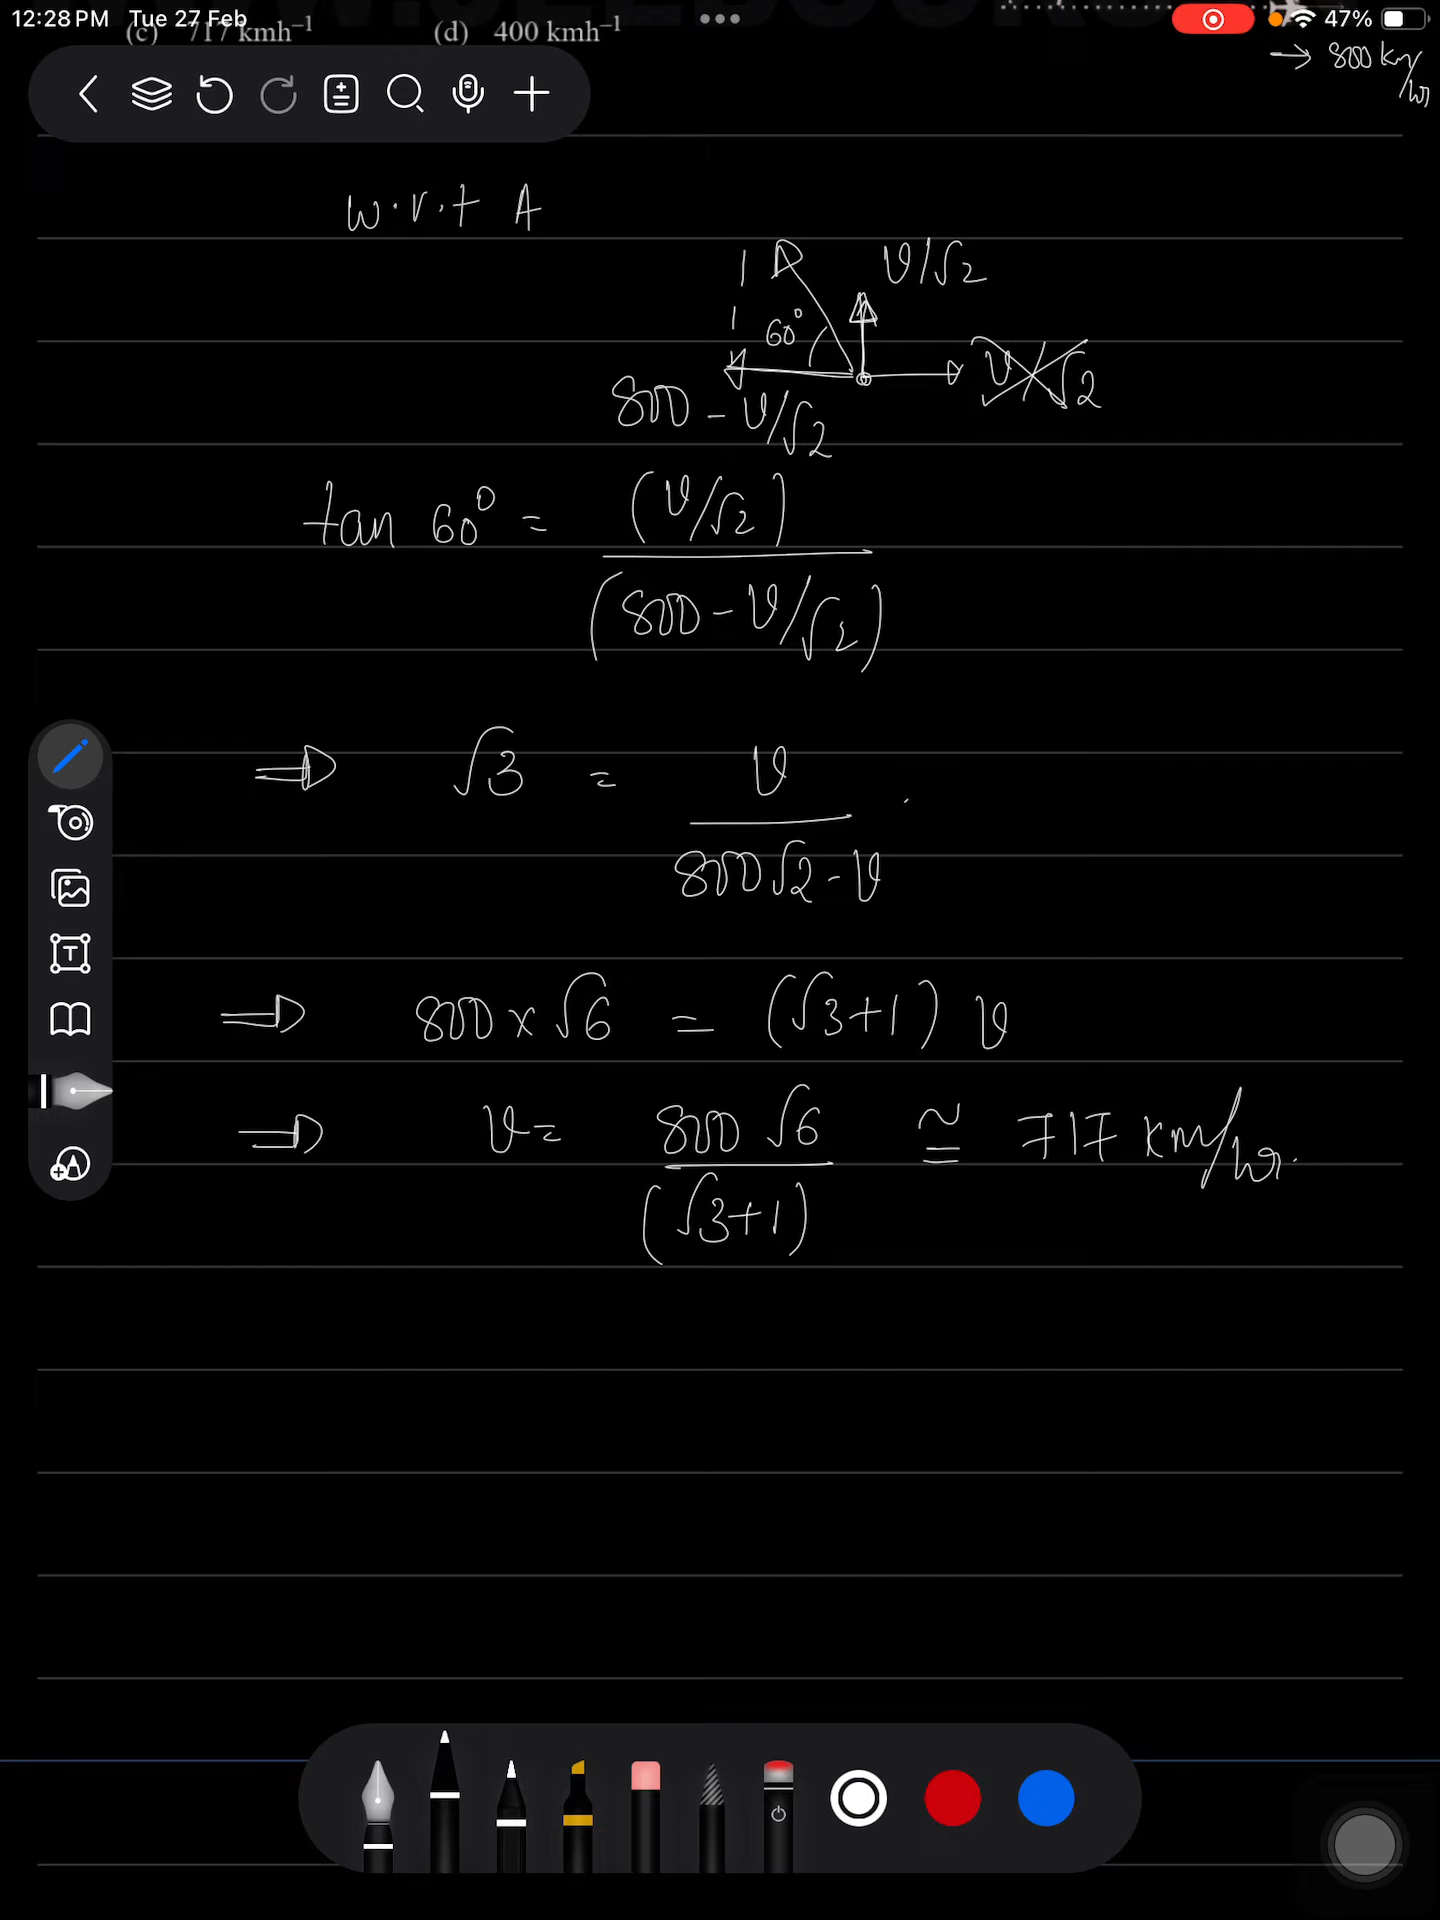 12:28 PM Tue 27 Feb
47%
(c) 717 kmh⁻¹ (d) 400 kmh⁻¹
→ 800 km/hr
w.r.t A
v/√2
60°
v/√2
800 - v/√2
tan 60° = (v/√2) / (800 - v/√2)
⇒ √3 = v / 800√2 - v
⇒ 800 × √6 = (√3+1) v
⇒ v = 800 √6 / (√3+1) ≅ 717 km/hr.